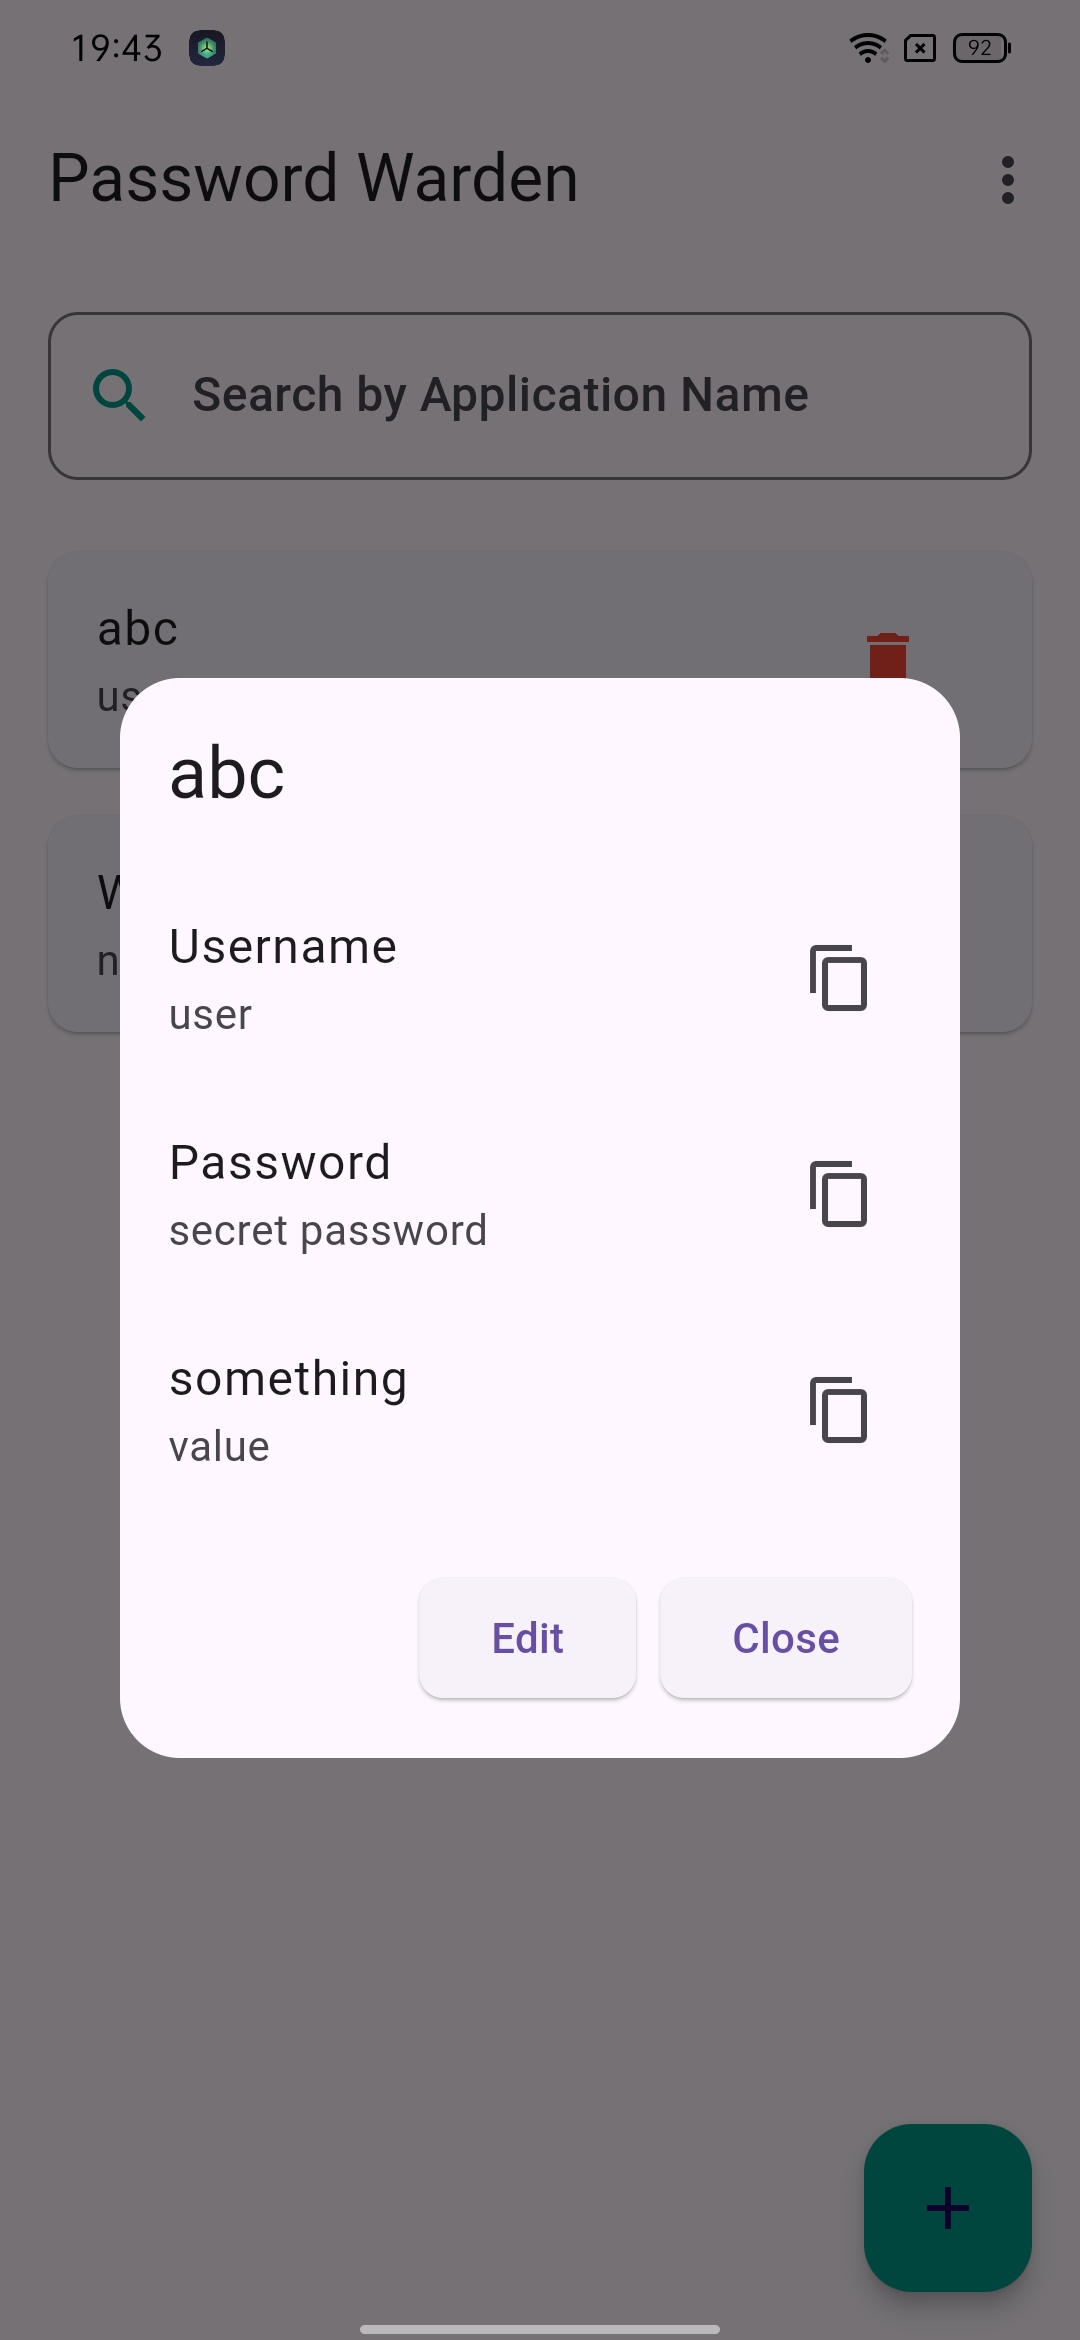 19:43
92
Password Warden
Search by Application Name
abc
abc
Username
user
Password
secret password
something
value
Edit
Close